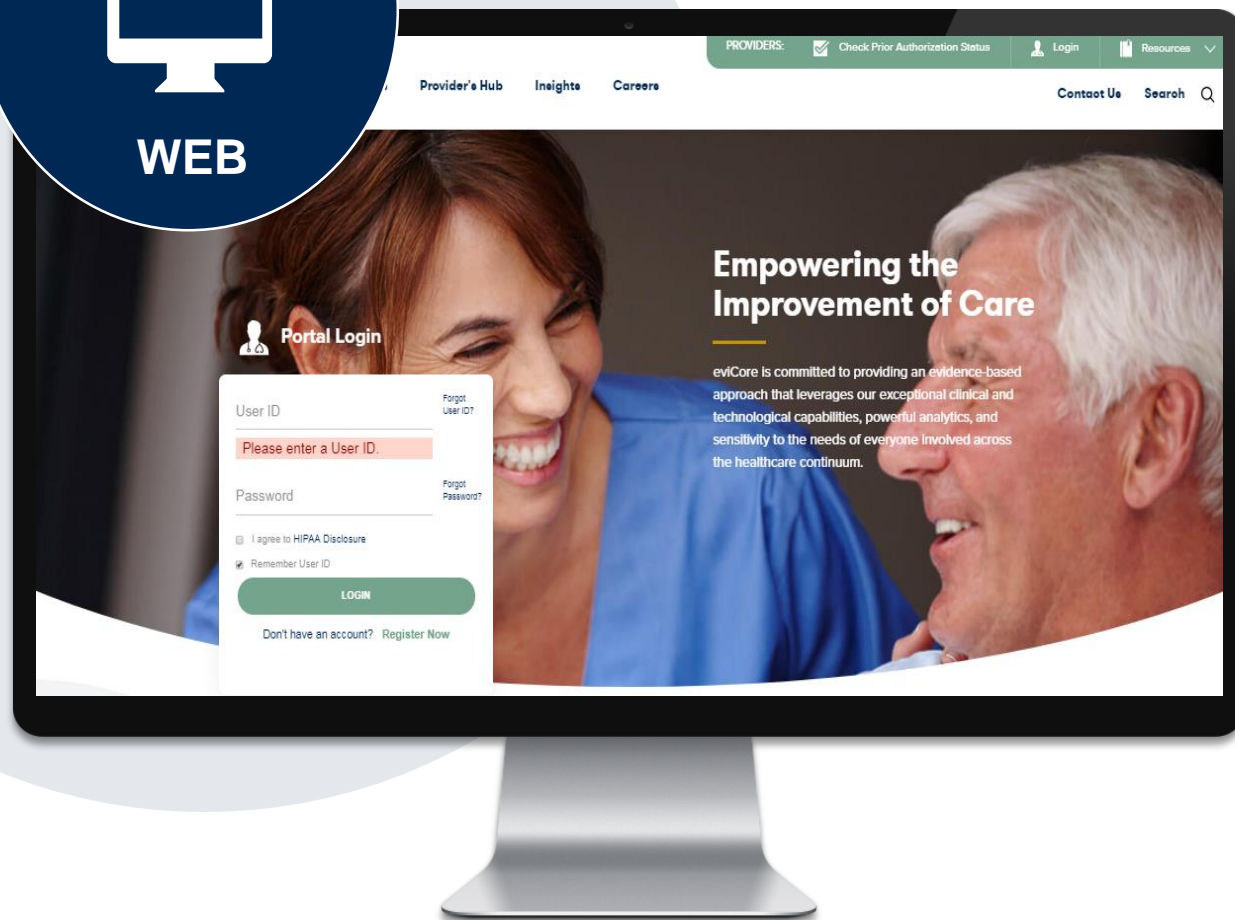 WEB
PROVIDERS: Check Prior Authorization Status Login Resources
Provider's Hub Insights Careers
Contact Us Search
Portal Login
User ID
Forgot
User ID?
Please enter a User ID.
Password
Forgot
Password?
I agree to HIPAA Disclosure
Remember User ID
LOGIN
Don't have an account? Register Now
Empowering the
Improvement of Care
eviCore is committed to providing an evidence-based
approach that leverages our exceptional clinical and
technological capabilities, powerful analytics, and
sensitivity to the needs of everyone involved across
the healthcare continuum.